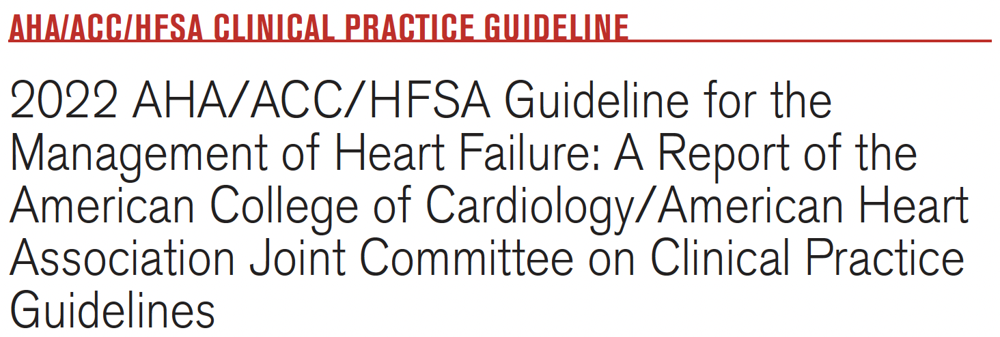 AHA/ACC/HFSA CLINICAL PRACTICE GUIDELINE
2022 AHA/ACC/HFSA Guideline for the
Management of Heart Failure: A Report of the
American College of Cardiology/American Heart
Association Joint Committee on Clinical Practice
Guidelines